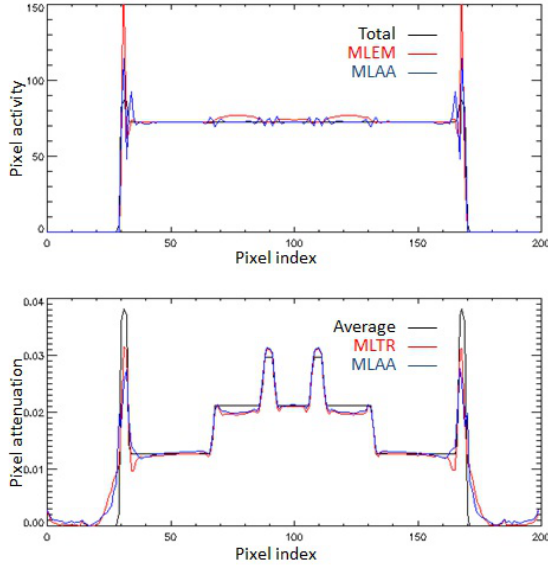 150
Total
MLEM
MLAA
100
Pixel activity
50
0
0 50 100 150 200
Pixel index
0.04
Average
MLTR
MLAA
0.03
Pixel attenuation
0.02
0.01
0.00
0 50 100 150 200
Pixel index